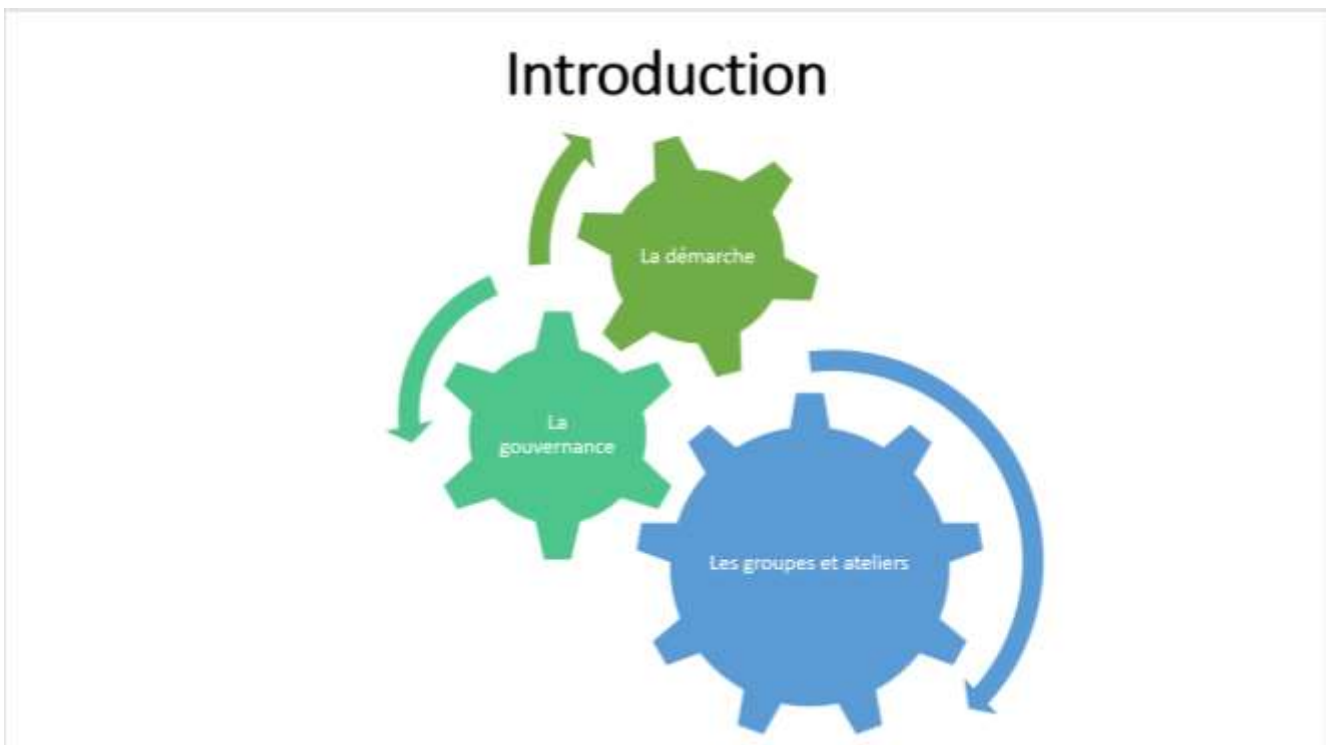 Introduction
La démarche
La
gouvernance
Les groupes et ateliers